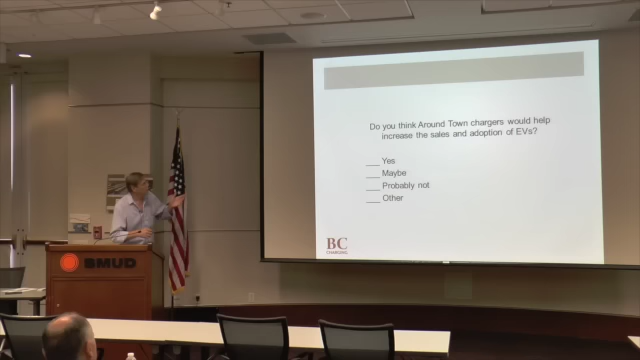 Do you think Around Town chargers would help
increase the sales and adoption of EVs?
___ Yes
___ Maybe
___ Probably not
___ Other
BC
CHARGING
SMUD